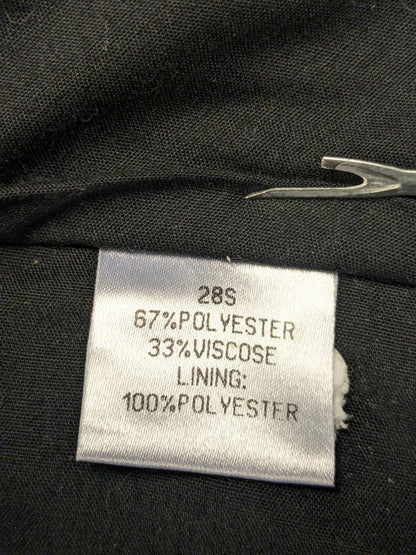 28S
67%POLYESTER
33%VISCOSE
LINING:
100%POLYESTER